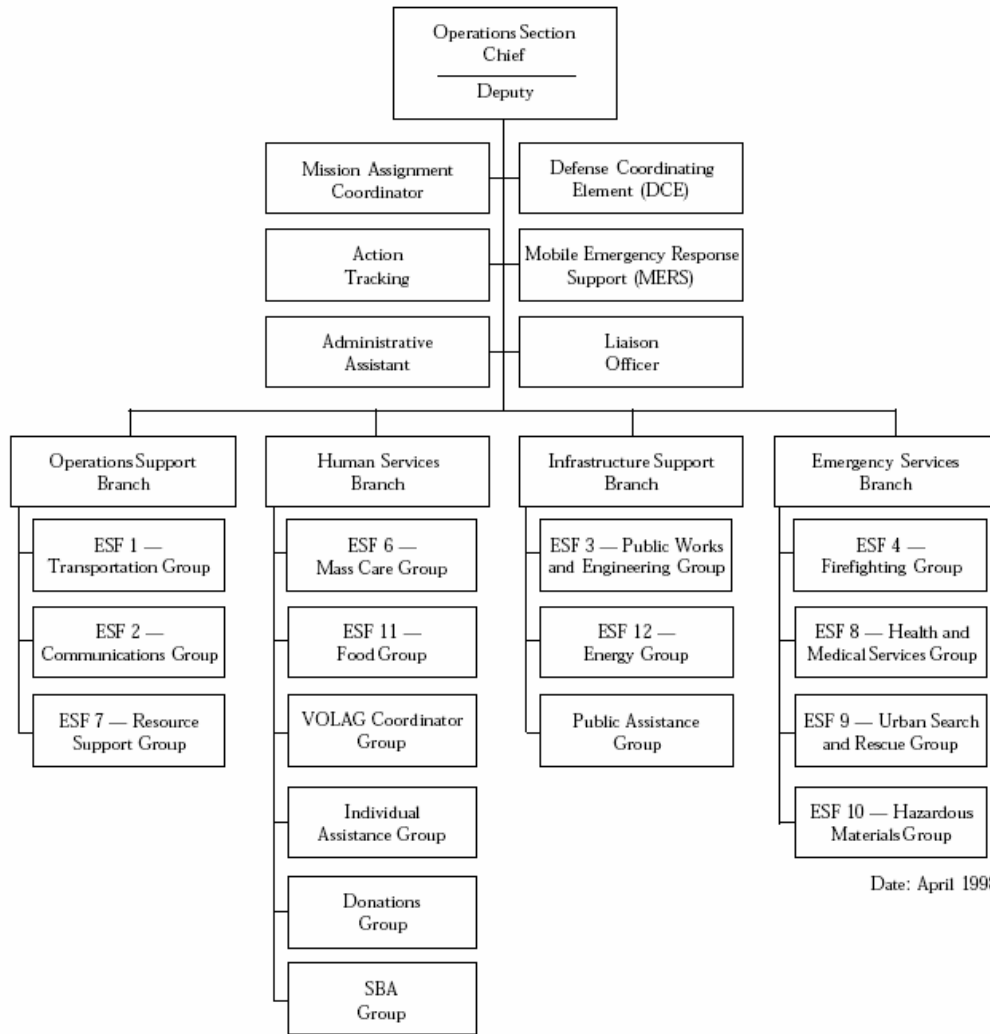 Operations Section
Chief
Deputy
Mission Assignment
Coordinator
Defense Coordinating
Element (DCE)
Action
Tracking
Mobile Emergency Response
Support (MERS)
Administrative
Assistant
Liaison
Officer
Operations Support
Branch
Human Services
Branch
Infrastructure Support
Branch
Emergency Services
Branch
ESF 1 —
Transportation Group
ESF 2 —
Communications Group
ESF 7 — Resource
Support Group
ESF 6 —
Mass Care Group
ESF 11 —
Food Group
VOLAG Coordinator
Group
Individual
Assistance Group
Donations
Group
SBA
Group
ESF 3 — Public Works
and Engineering Group
ESF 12 —
Energy Group
Public Assistance
Group
ESF 4 —
Firefighting Group
ESF 8 — Health and
Medical Services Group
ESF 9 — Urban Search
and Rescue Group
ESF 10 — Hazardous
Materials Group
Date: April 1998